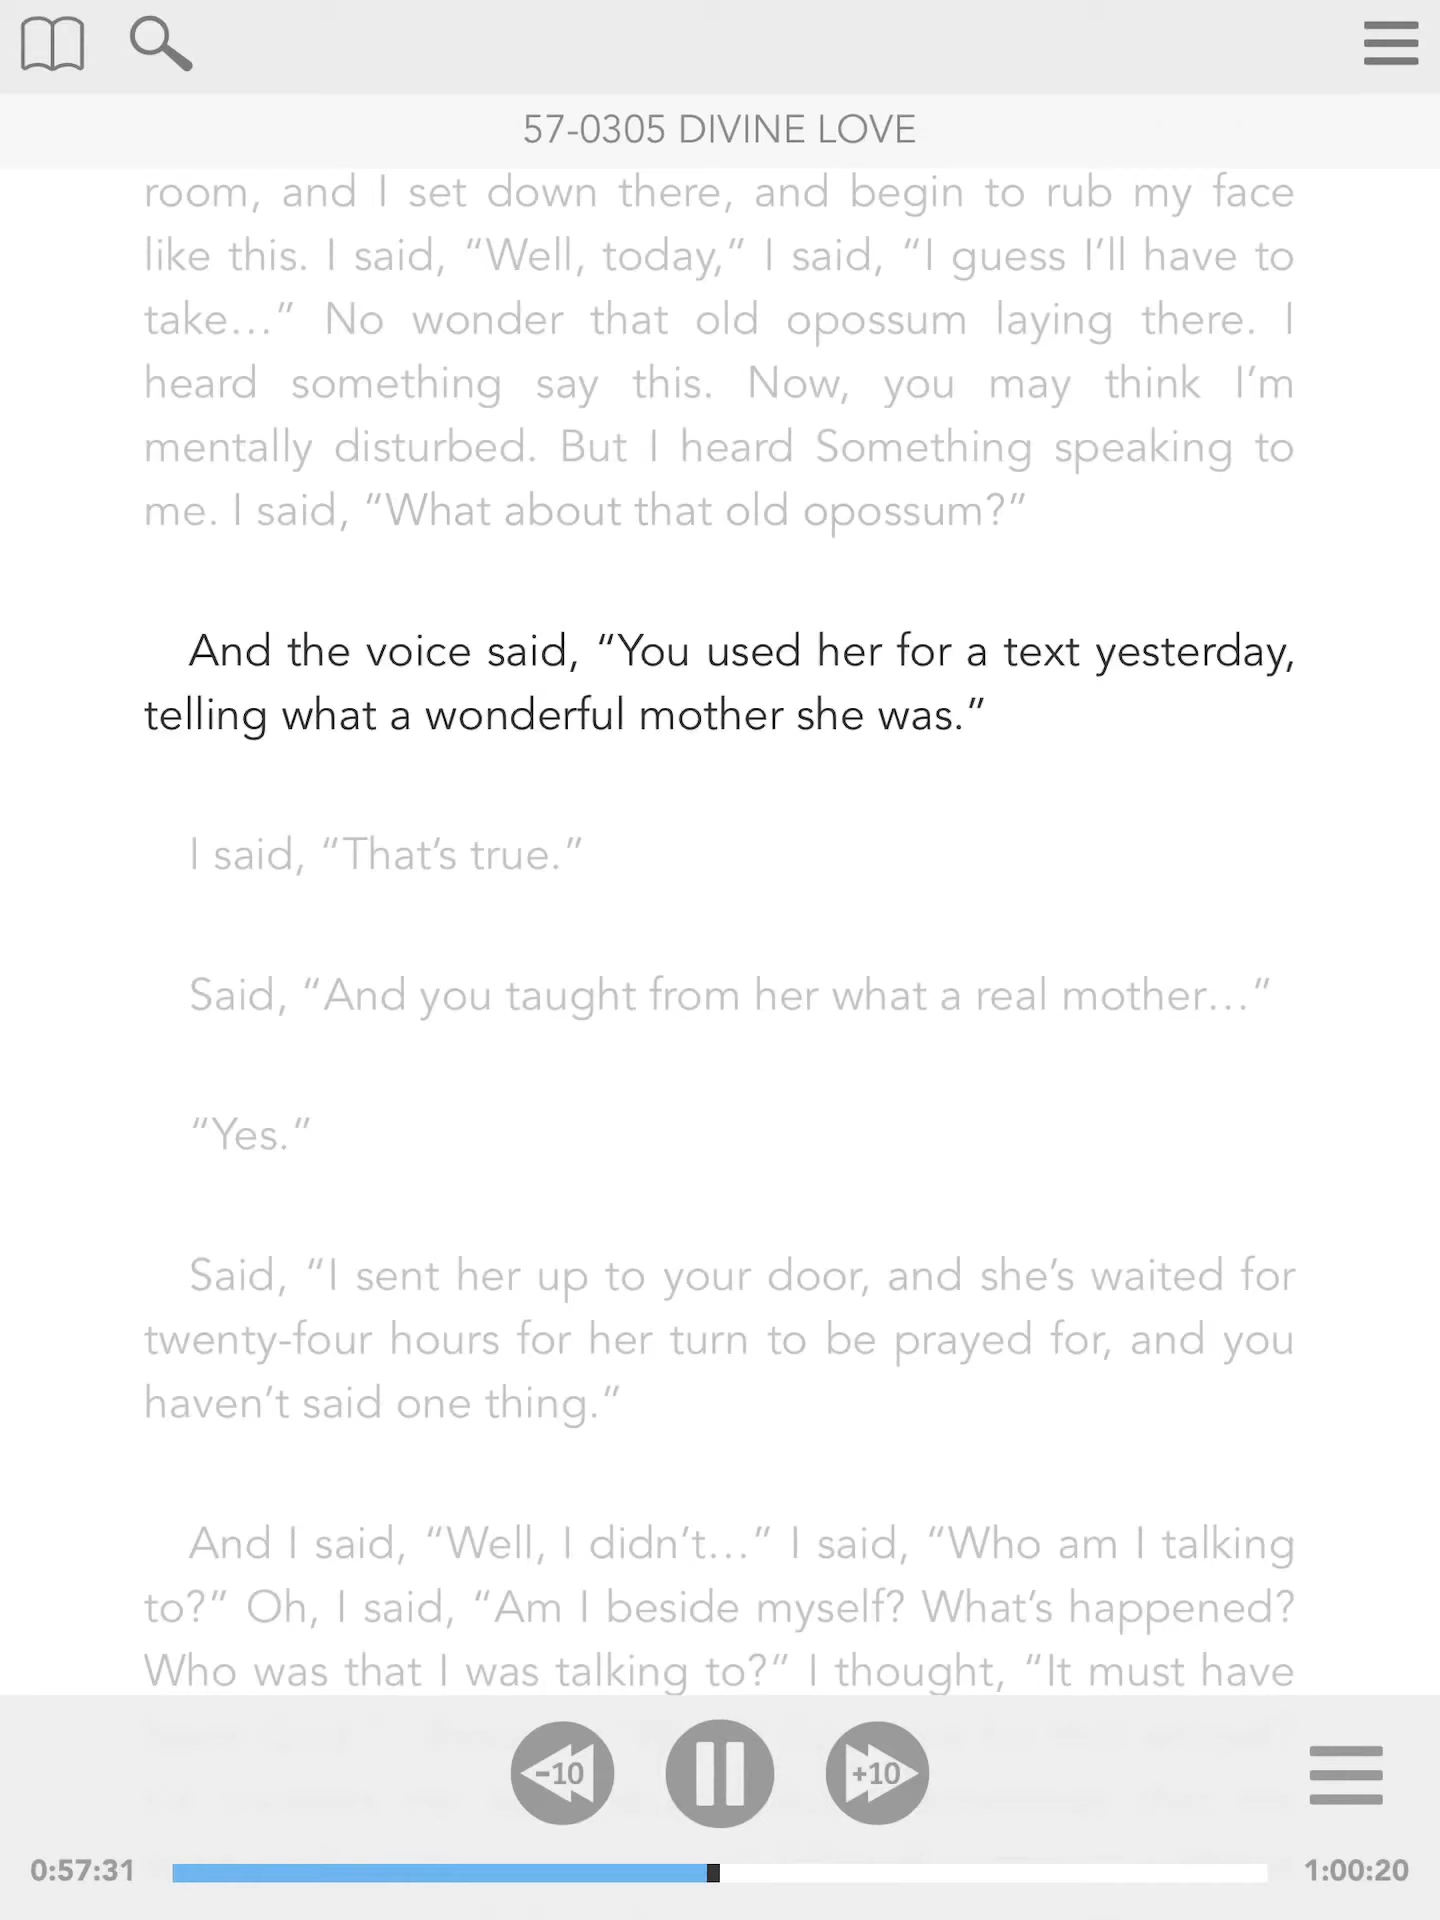 57-0305 DIVINE LOVE
room, and I set down there, and begin to rub my face
like this. I said, “Well, today,” I said, “I guess I’ll have to
take…” No wonder that old opossum laying there. I
heard something say this. Now, you may think I’m
mentally disturbed. But I heard Something speaking to
me. I said, “What about that old opossum?”
And the voice said, “You used her for a text yesterday,
telling what a wonderful mother she was.”
I said, “That’s true.”
Said, “And you taught from her what a real mother…”
“Yes.”
Said, “I sent her up to your door, and she’s waited for
twenty-four hours for her turn to be prayed for, and you
haven’t said one thing.”
And I said, “Well, I didn’t…” I said, “Who am I talking
to?” Oh, I said, “Am I beside myself? What’s happened?
Who was that I was talking to?” I thought, “It must have
-10 +10
0:57:31 1:00:20